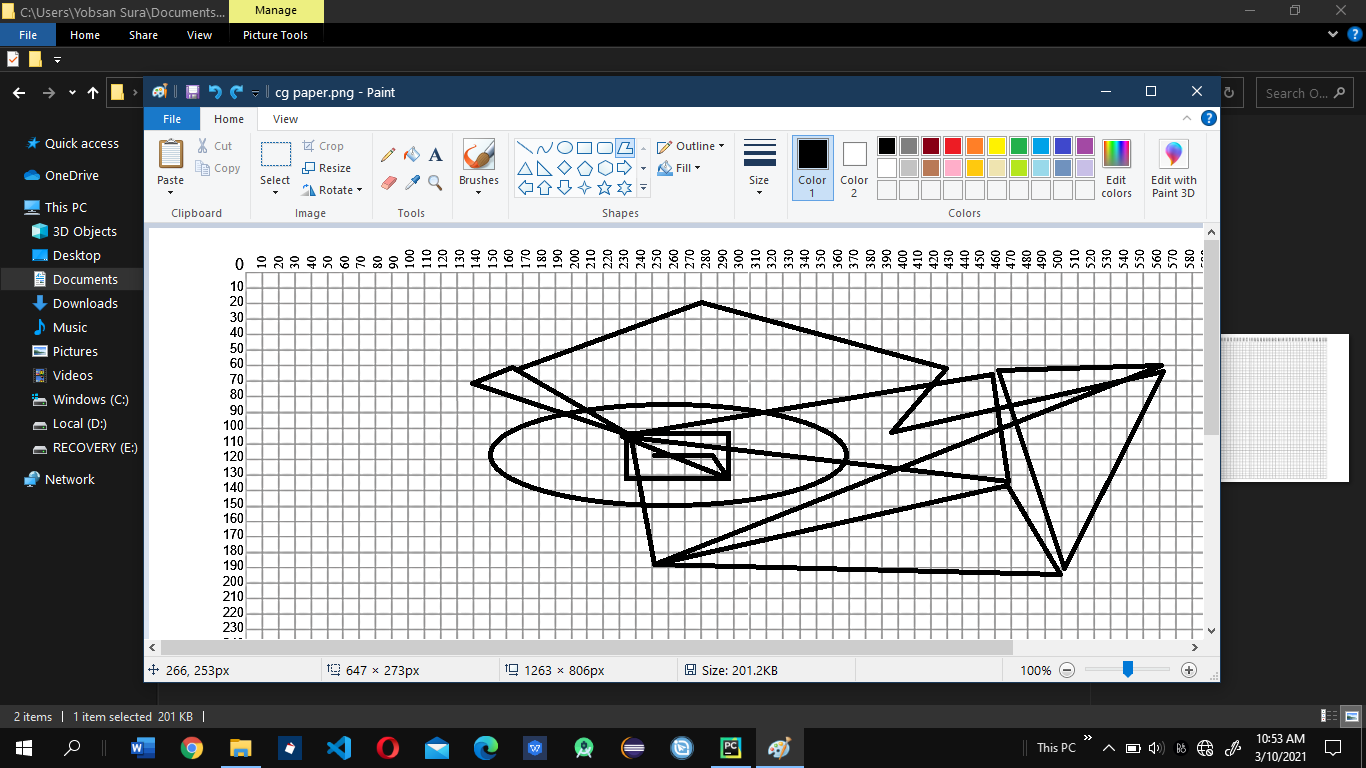 C:\Users\Yobsan Sura\Documents...
Manage
File Home Share View Picture Tools
Search O...
Quick access
OneDrive
This PC
3D Objects
Desktop
Documents
Downloads
Music
Pictures
Videos
Windows (C:)
Local (D:)
RECOVERY (E:)
Network
cg paper.png - Paint
File Home View
Paste
Cut
Copy
Clipboard
Select
Crop
Resize
Rotate
Image
Tools
Brushes
Shapes
Outline
Fill
Size
Color 1
Color 2
Colors
Edit colors
Edit with Paint 3D
0 10 20 30 40 50 60 70 80 90 100 110 120 130 140 150 160 170 180 190 200 210 220 230 240 250 260 270 280 290 300 310 320 330 340 350 360 370 380 390 400 410 420 430 440 450 460 470 480 490 500 510 520 530 540 550 560 570 580
10
20
30
40
50
60
70
80
90
100
110
120
130
140
150
160
170
180
190
200
210
220
230
266, 253px 647 × 273px 1263 × 806px Size: 201.2KB 100%
2 items 1 item selected 201 KB
This PC
10:53 AM
3/10/2021